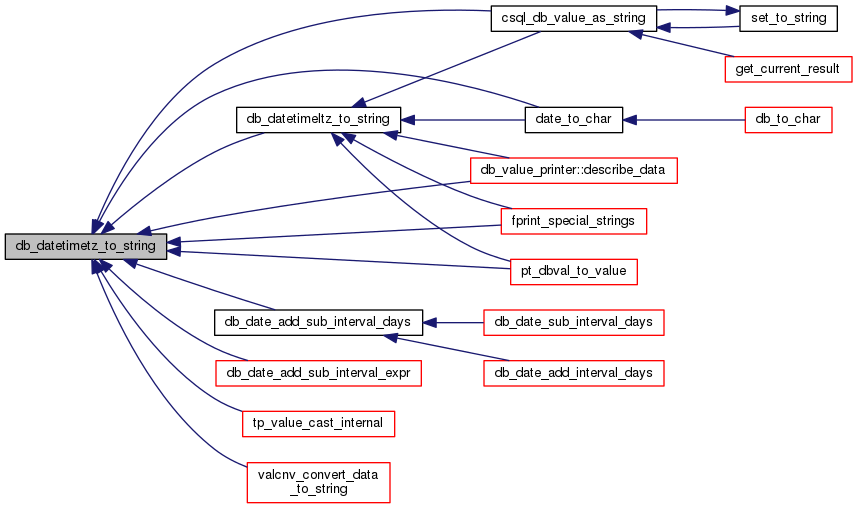 csql_db_value_as_string
set_to_string
get_current_result
db_datetimeltz_to_string
date_to_char
db_to_char
db_value_printer::describe_data
fprint_special_strings
db_datetimetz_to_string
pt_dbval_to_value
db_date_add_sub_interval_days
db_date_sub_interval_days
db_date_add_sub_interval_expr
db_date_add_interval_days
tp_value_cast_internal
valcnv_convert_data
_to_string